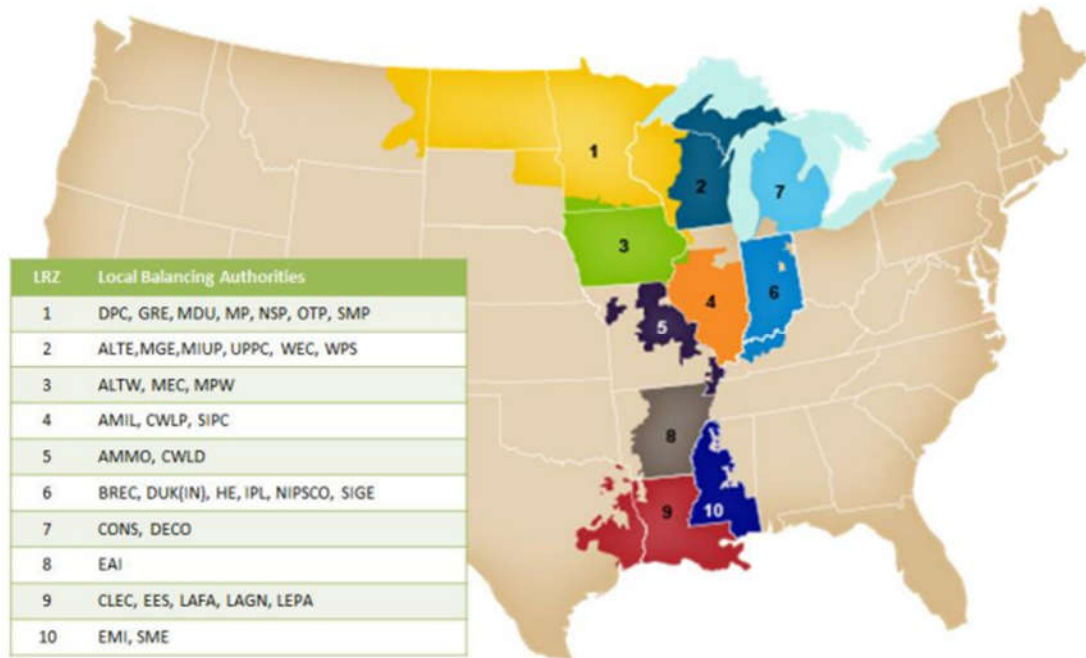 LRZ Local Balancing Authorities
1 DPC, GRE, MDU, MP, NSP, OTP, SMP
2 ALTE,MGE,MIUP, UPPC, WEC, WPS
3 ALTW, MEC, MPW
4 AMIL, CWLP, SIPC
5 AMMO, CWLD
6 BREC, DUK(IN), HE, IPL, NIPSCO, SIGE
7 CONS, DECO
8 EAI
9 CLEC, EES, LAFA, LAGN, LEPA
10 EMI, SME
1
2
7
3
4
6
5
8
9
10